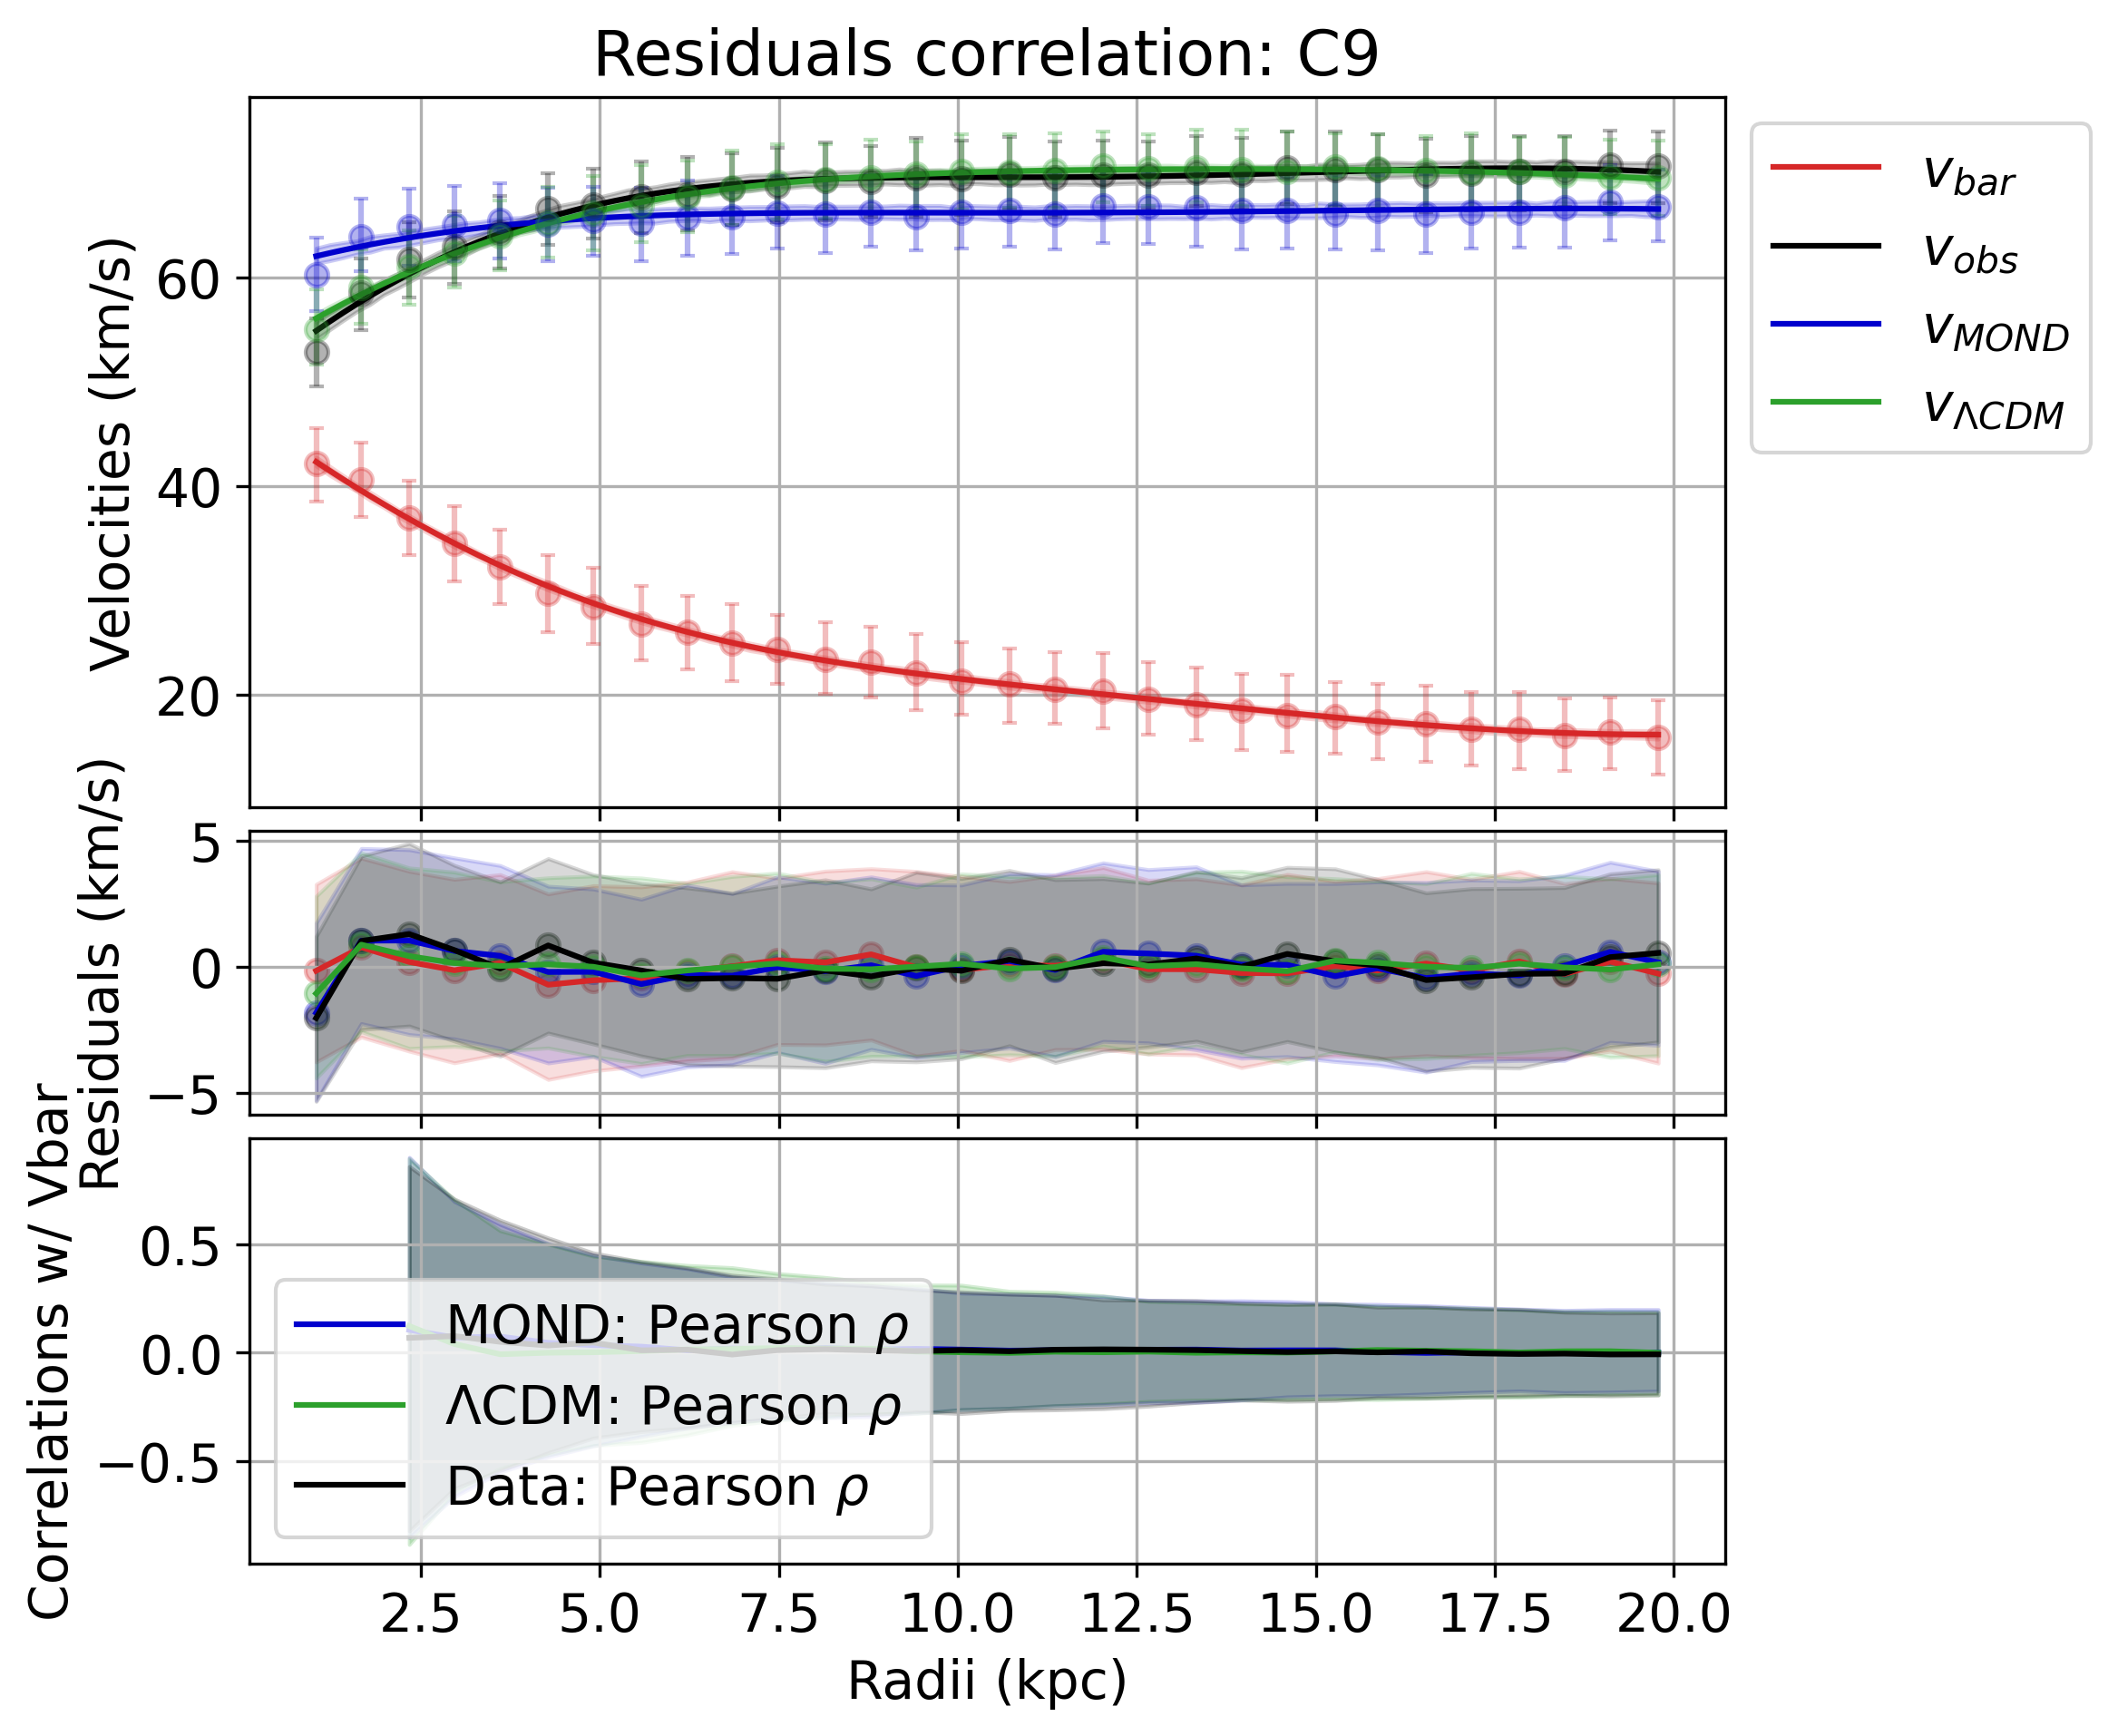 Residuals correlation: C9
Velocities (km/s)
60
40
20
v_bar
v_obs
v_MOND
v_ΛCDM
Residuals (km/s)
5
0
−5
Correlations w/ Vbar
0.5
0.0
−0.5
MOND: Pearson ρ
ΛCDM: Pearson ρ
Data: Pearson ρ
2.5 5.0 7.5 10.0 12.5 15.0 17.5 20.0
Radii (kpc)